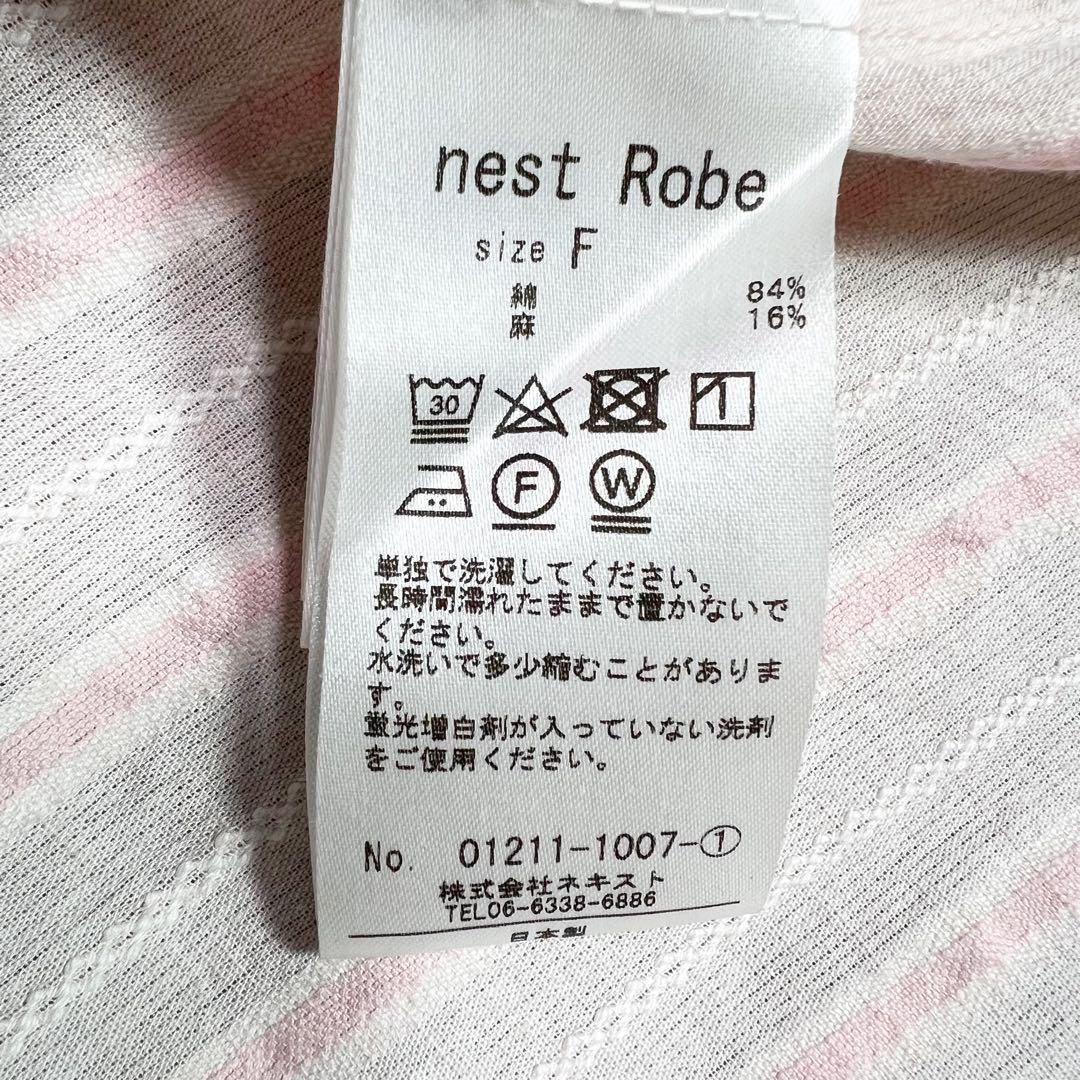 nest Robe
size F
綿 84%
麻 16%
30
1
F
W
単独で洗濯してください。
長時間濡れたままで置かないで
ください。
水洗いで多少縮むことがありま
す。
蛍光増白剤が入っていない洗剤
をご使用ください。
No. 01211-1007-①
株式会社ネキスト
TEL06-6338-6886
日本製